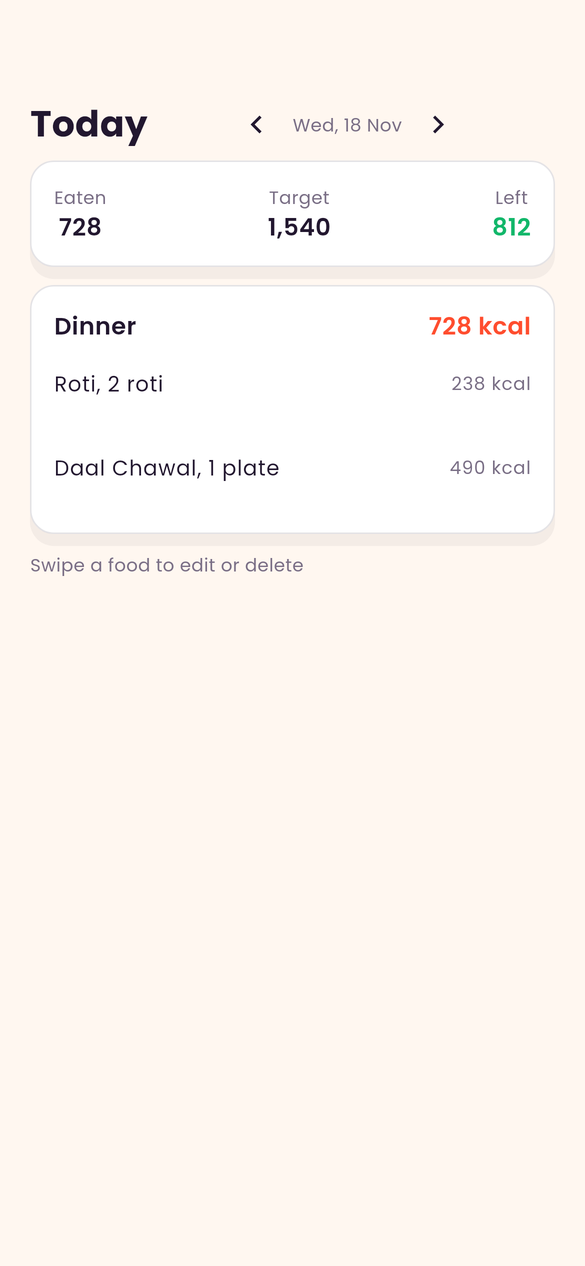 Today
Wed, 18 Nov
Eaten
Target
Left
728
1,540
812
Dinner
728 kcal
Roti, 2 roti
238 kcal
Daal Chawal, 1 plate
490 kcal
Swipe a food to edit or delete